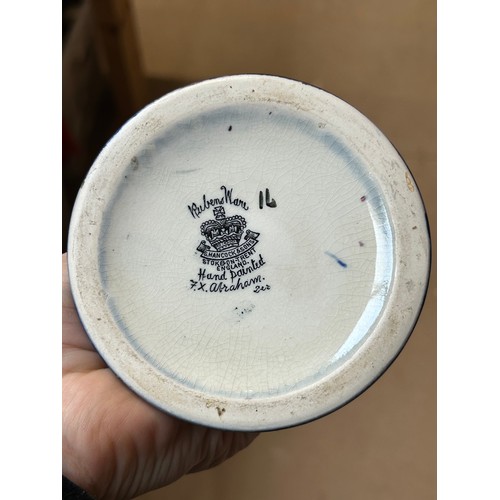 Rubens Ware
16
S. HANCOCK & SONS
STOKE-ON-TRENT
ENGLAND.
Hand painted
F.X. Abraham.